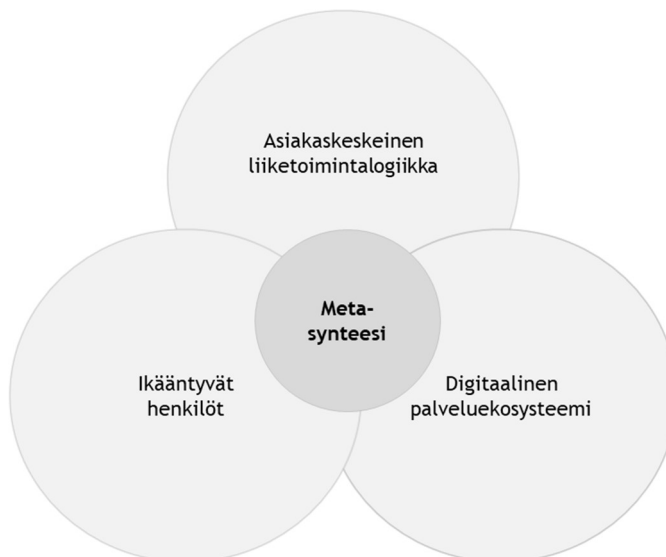 Asiakaskeskeinen
liiketoimintalogiikka
Meta-
synteesi
Ikääntyvät
henkilöt
Digitaalinen
palveluekosysteemi